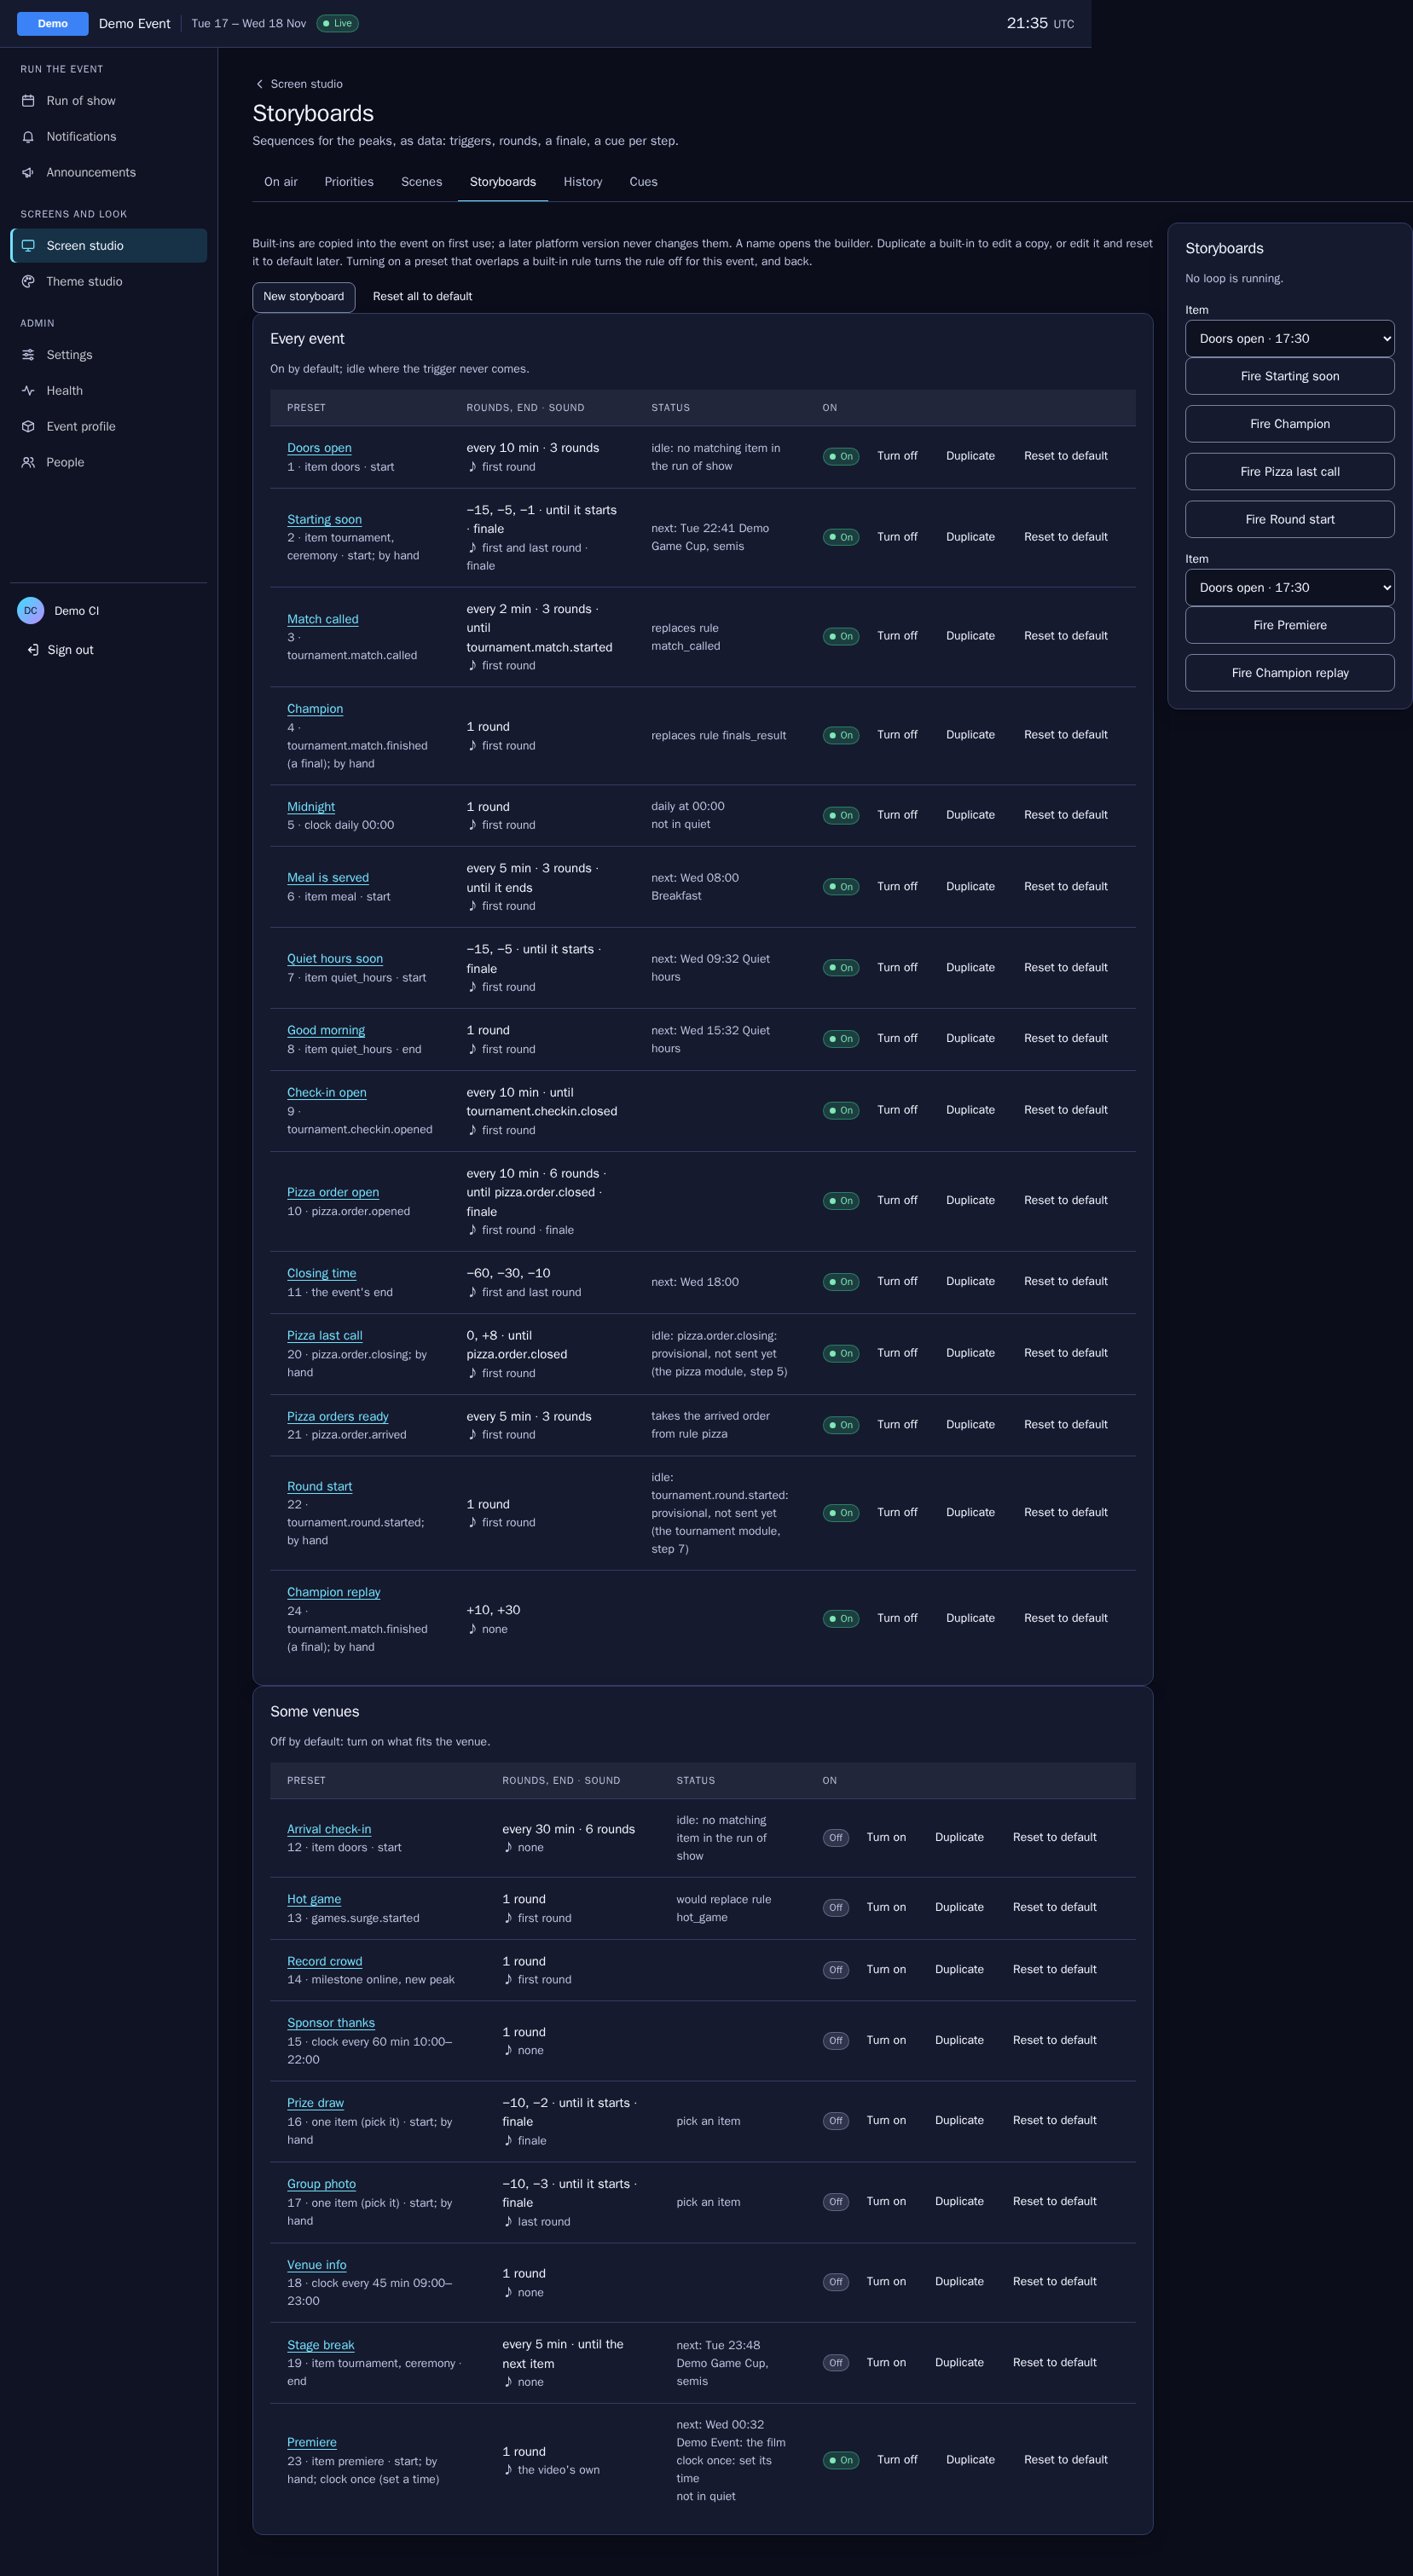 Demo
Demo Event
Tue 17 – Wed 18 Nov
Live
21:35 UTC
RUN THE EVENT
Run of show
Notifications
Announcements
SCREENS AND LOOK
Screen studio
Theme studio
ADMIN
Settings
Health
Event profile
People
DC
Demo CI
Sign out
Screen studio
Storyboards
Sequences for the peaks, as data: triggers, rounds, a finale, a cue per step.
On air
Priorities
Scenes
Storyboards
History
Cues
Built-ins are copied into the event on first use; a later platform version never changes them. A name opens the builder. Duplicate a built-in to edit a copy, or edit it and reset
it to default later. Turning on a preset that overlaps a built-in rule turns the rule off for this event, and back.
New storyboard
Reset all to default
Every event
On by default; idle where the trigger never comes.
PRESET
ROUNDS, END · SOUND
STATUS
ON
Doors open
1 · item doors · start
every 10 min · 3 rounds
♪ first round
idle: no matching item in
the run of show
On
Turn off
Duplicate
Reset to default
Starting soon
2 · item tournament,
ceremony · start; by hand
−15, −5, −1 · until it starts
· finale
♪ first and last round ·
finale
next: Tue 22:41 Demo
Game Cup, semis
On
Turn off
Duplicate
Reset to default
Match called
3 ·
tournament.match.called
every 2 min · 3 rounds ·
until
tournament.match.started
♪ first round
replaces rule
match_called
On
Turn off
Duplicate
Reset to default
Champion
4 ·
tournament.match.finished
(a final); by hand
1 round
♪ first round
replaces rule finals_result
On
Turn off
Duplicate
Reset to default
Midnight
5 · clock daily 00:00
1 round
♪ first round
daily at 00:00
not in quiet
On
Turn off
Duplicate
Reset to default
Meal is served
6 · item meal · start
every 5 min · 3 rounds ·
until it ends
♪ first round
next: Wed 08:00
Breakfast
On
Turn off
Duplicate
Reset to default
Quiet hours soon
7 · item quiet_hours · start
−15, −5 · until it starts ·
finale
♪ first round
next: Wed 09:32 Quiet
hours
On
Turn off
Duplicate
Reset to default
Good morning
8 · item quiet_hours · end
1 round
♪ first round
next: Wed 15:32 Quiet
hours
On
Turn off
Duplicate
Reset to default
Check-in open
9 ·
tournament.checkin.opened
every 10 min · until
tournament.checkin.closed
♪ first round
On
Turn off
Duplicate
Reset to default
Pizza order open
10 · pizza.order.opened
every 10 min · 6 rounds ·
until pizza.order.closed ·
finale
♪ first round · finale
On
Turn off
Duplicate
Reset to default
Closing time
11 · the event's end
−60, −30, −10
♪ first and last round
next: Wed 18:00
On
Turn off
Duplicate
Reset to default
Pizza last call
20 · pizza.order.closing; by
hand
0, +8 · until
pizza.order.closed
♪ first round
idle: pizza.order.closing:
provisional, not sent yet
(the pizza module, step 5)
On
Turn off
Duplicate
Reset to default
Pizza orders ready
21 · pizza.order.arrived
every 5 min · 3 rounds
♪ first round
takes the arrived order
from rule pizza
On
Turn off
Duplicate
Reset to default
Round start
22 ·
tournament.round.started;
by hand
1 round
♪ first round
idle:
tournament.round.started:
provisional, not sent yet
(the tournament module,
step 7)
On
Turn off
Duplicate
Reset to default
Champion replay
24 ·
tournament.match.finished
(a final); by hand
+10, +30
♪ none
On
Turn off
Duplicate
Reset to default
Some venues
Off by default: turn on what fits the venue.
PRESET
ROUNDS, END · SOUND
STATUS
ON
Arrival check-in
12 · item doors · start
every 30 min · 6 rounds
♪ none
idle: no matching
item in the run of
show
Off
Turn on
Duplicate
Reset to default
Hot game
13 · games.surge.started
1 round
♪ first round
would replace rule
hot_game
Off
Turn on
Duplicate
Reset to default
Record crowd
14 · milestone online, new peak
1 round
♪ first round
Off
Turn on
Duplicate
Reset to default
Sponsor thanks
15 · clock every 60 min 10:00–
22:00
1 round
♪ none
Off
Turn on
Duplicate
Reset to default
Prize draw
16 · one item (pick it) · start; by
hand
−10, −2 · until it starts ·
finale
♪ finale
pick an item
Off
Turn on
Duplicate
Reset to default
Group photo
17 · one item (pick it) · start; by
hand
−10, −3 · until it starts ·
finale
♪ last round
pick an item
Off
Turn on
Duplicate
Reset to default
Venue info
18 · clock every 45 min 09:00–
23:00
1 round
♪ none
Off
Turn on
Duplicate
Reset to default
Stage break
19 · item tournament, ceremony ·
end
every 5 min · until the
next item
♪ none
next: Tue 23:48
Demo Game Cup,
semis
Off
Turn on
Duplicate
Reset to default
Premiere
23 · item premiere · start; by
hand; clock once (set a time)
1 round
♪ the video's own
next: Wed 00:32
Demo Event: the film
clock once: set its
time
not in quiet
On
Turn off
Duplicate
Reset to default
Storyboards
No loop is running.
Item
Doors open · 17:30
Fire Starting soon
Fire Champion
Fire Pizza last call
Fire Round start
Item
Doors open · 17:30
Fire Premiere
Fire Champion replay